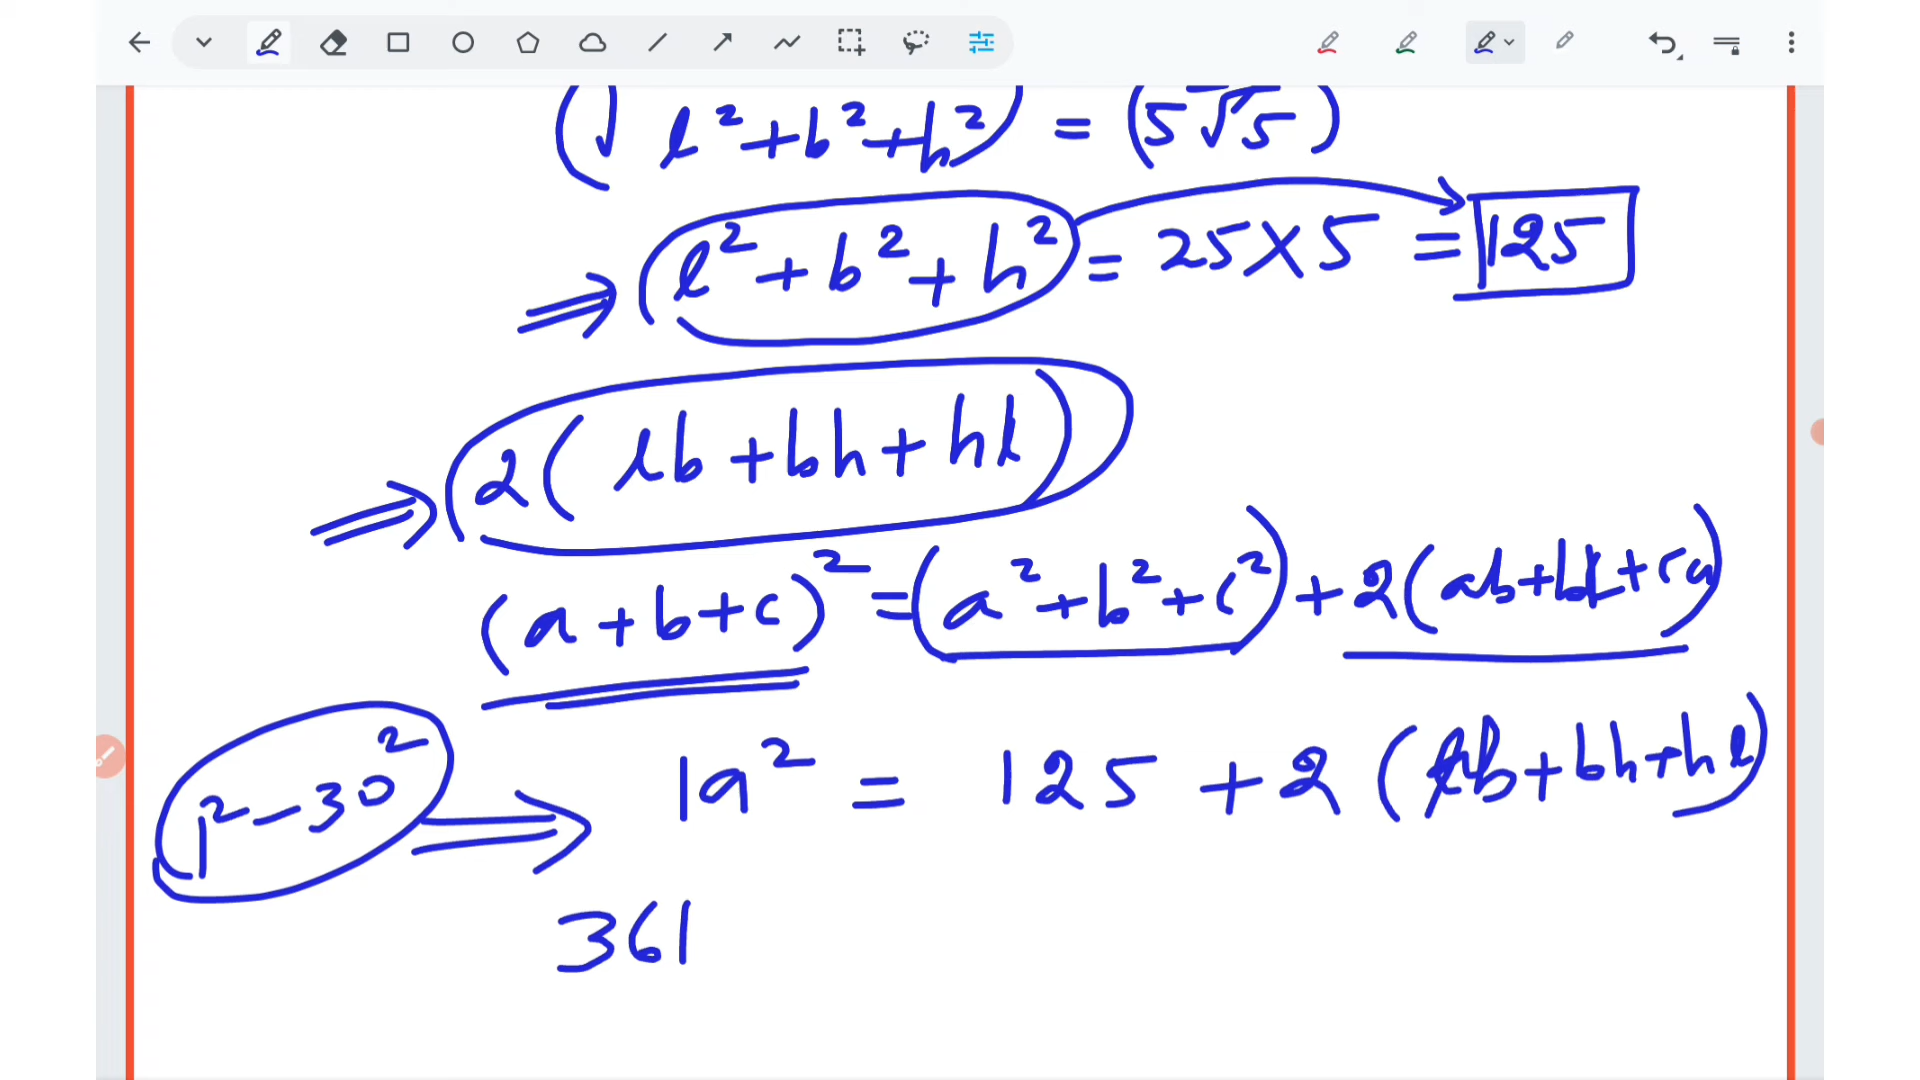 (√l²+b²+h²) = (5√5)
⇒ (l²+b²+h²) = 25×5 = 125
⇒ 2(lb+bh+hl)
(a+b+c)² = (a²+b²+c²) + 2(ab+bc+ca)
1²-30² ⇒ 19² = 125 + 2(lb+bh+hl)
361